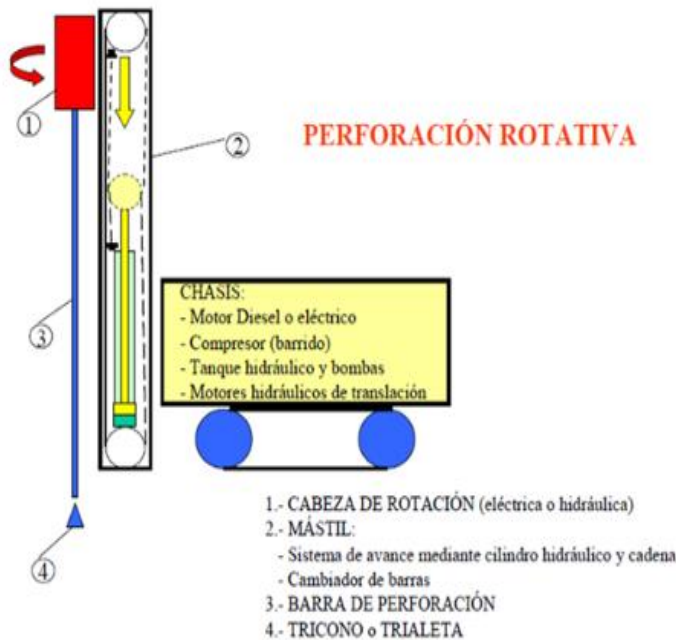 PERFORACIÓN ROTATIVA
1
2
3
4
CHASIS:
- Motor Diesel o eléctrico
- Compresor (barrido)
- Tanque hidráulico y bombas
- Motores hidráulicos de translación
1.- CABEZA DE ROTACIÓN (eléctrica o hidráulica)
2.- MÁSTIL:
- Sistema de avance mediante cilindro hidráulico y cadena
- Cambiador de barras
3.- BARRA DE PERFORACIÓN
4.- TRICONO o TRIALETA